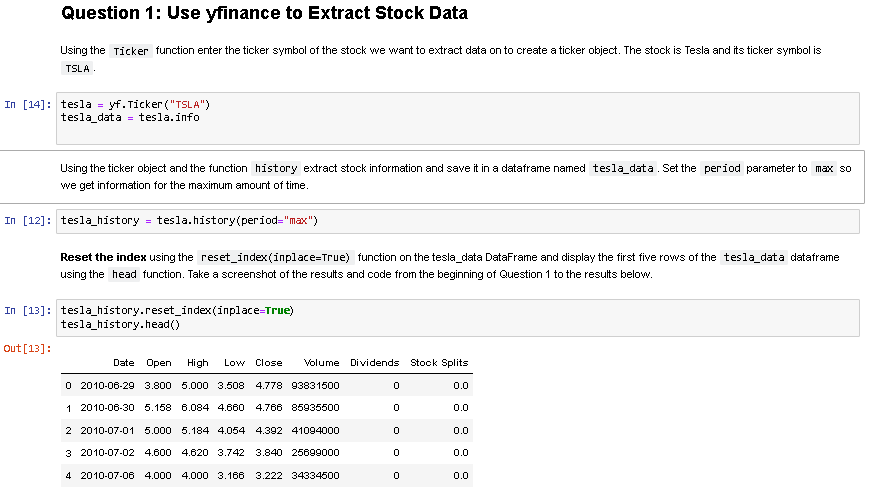 Question 1: Use yfinance to Extract Stock Data
Using the Ticker function enter the ticker symbol of the stock we want to extract data on to create a ticker object. The stock is Tesla and its ticker symbol is
TSLA .
In [14]: tesla = yf.Ticker("TSLA")
tesla_data = tesla.info
Using the ticker object and the function history extract stock information and save it in a dataframe named tesla_data . Set the period parameter to max so
we get information for the maximum amount of time.
In [12]: tesla_history = tesla.history(period="max")
Reset the index using the reset_index(inplace=True) function on the tesla_data DataFrame and display the first five rows of the tesla_data dataframe
using the head function. Take a screenshot of the results and code from the beginning of Question 1 to the results below.
In [13]: tesla_history.reset_index(inplace=True)
tesla_history.head()
Out[13]:
Date Open High Low Close Volume Dividends Stock Splits
0 2010-06-29 3.800 5.000 3.508 4.778 93831500 0 0.0
1 2010-06-30 5.158 6.084 4.660 4.766 85935500 0 0.0
2 2010-07-01 5.000 5.184 4.054 4.392 41094000 0 0.0
3 2010-07-02 4.600 4.620 3.742 3.840 25699000 0 0.0
4 2010-07-06 4.000 4.000 3.166 3.222 34334500 0 0.0